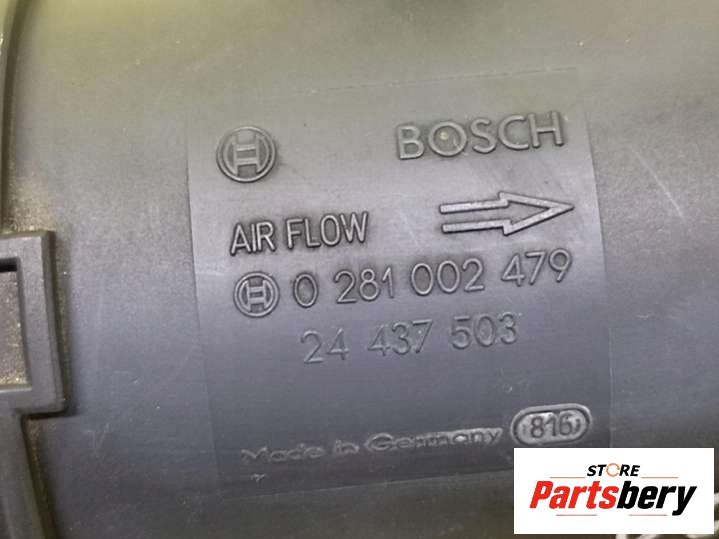 BOSCH
AIR FLOW
0 281 002 479
24 437 503
Made in Germany 816
STORE
Partsbery